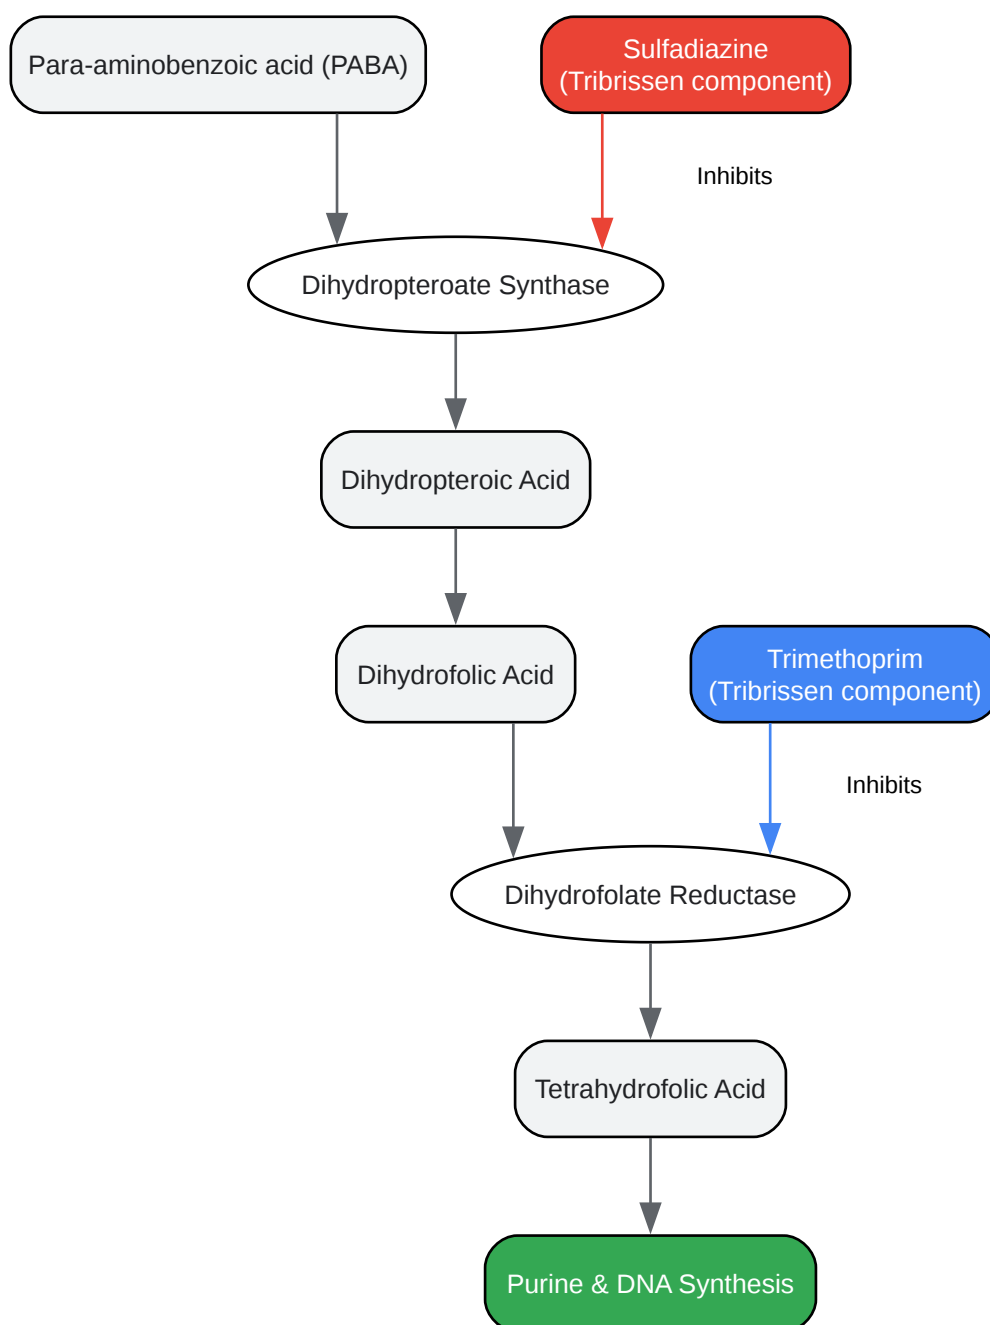 Para-aminobenzoic acid (PABA)
Sulfadiazine
(Tribrissen component)
Inhibits
Dihydropteroate Synthase
Dihydropteroic Acid
Dihydrofolic Acid
Trimethoprim
(Tribrissen component)
Inhibits
Dihydrofolate Reductase
Tetrahydrofolic Acid
Purine & DNA Synthesis